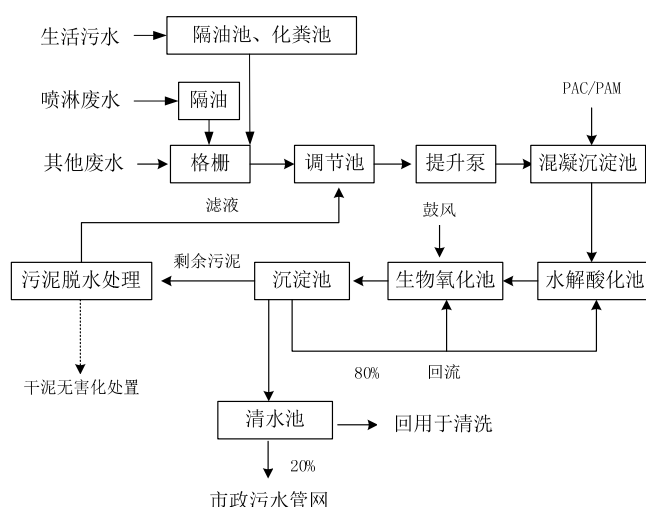 生活污水
隔油池、化粪池
喷淋废水
隔油
PAC/PAM
其他废水
格栅
调节池
提升泵
混凝沉淀池
滤液
鼓风
污泥脱水处理
剩余污泥
沉淀池
生物氧化池
水解酸化池
80%
回流
干泥无害化处置
清水池
回用于清洗
20%
市政污水管网